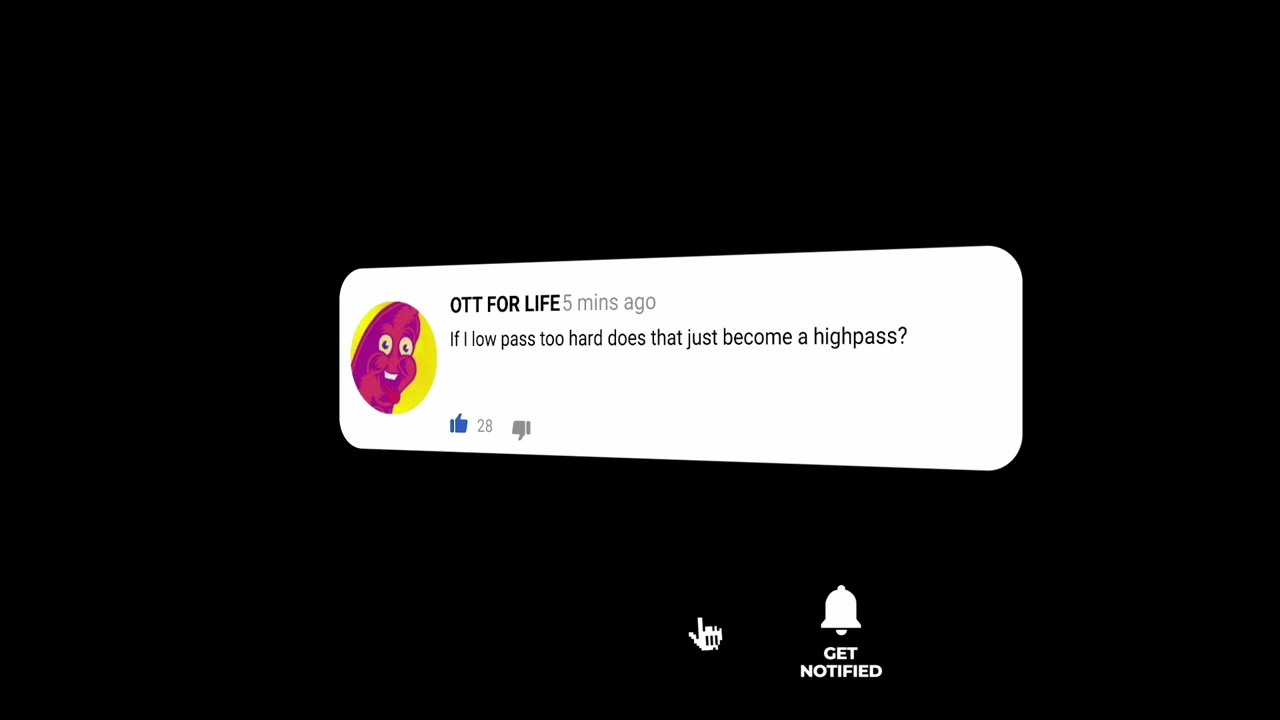 OTT FOR LIFE 5 mins ago
If I low pass too hard does that just become a highpass?
28
GET
NOTIFIED